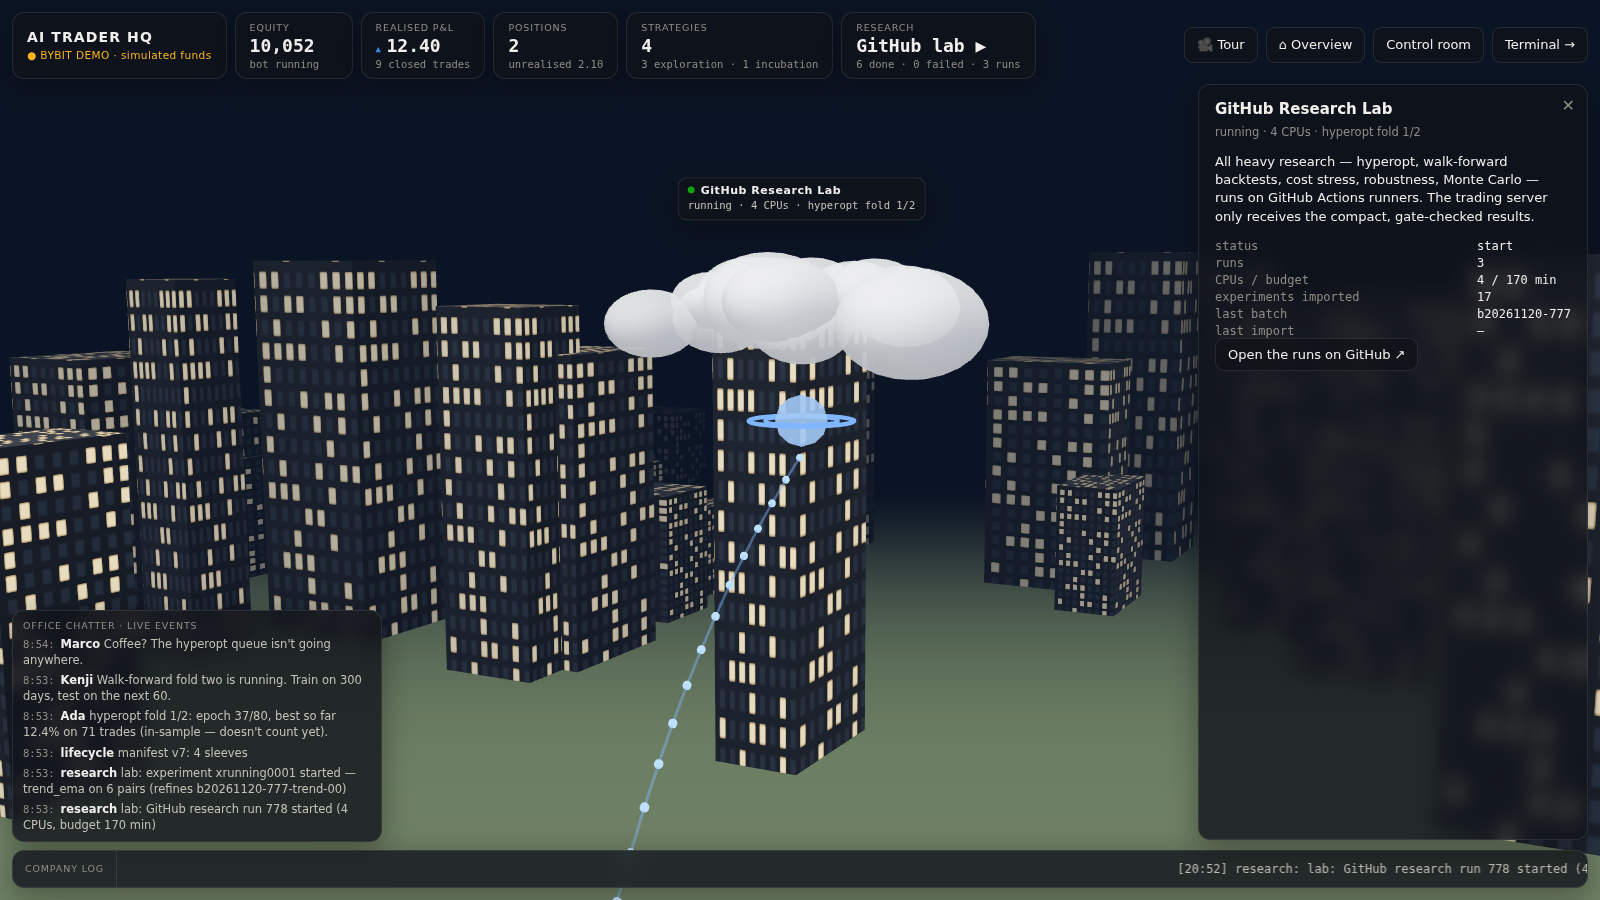 AI TRADER HQ
● BYBIT DEMO · simulated funds
EQUITY
10,052
bot running
REALISED P&L
▲ 12.40
9 closed trades
POSITIONS
2
unrealised 2.10
STRATEGIES
4
3 exploration · 1 incubation
RESEARCH
GitHub lab ▶
6 done · 0 failed · 3 runs
🎥 Tour
⌂ Overview
Control room
Terminal →
GitHub Research Lab
running · 4 CPUs · hyperopt fold 1/2
GitHub Research Lab
✕
running · 4 CPUs · hyperopt fold 1/2
All heavy research — hyperopt, walk-forward
backtests, cost stress, robustness, Monte Carlo —
runs on GitHub Actions runners. The trading server
only receives the compact, gate-checked results.
status start
runs 3
CPUs / budget 4 / 170 min
experiments imported 17
last batch b20261120-777
last import —
Open the runs on GitHub ↗
OFFICE CHATTER · LIVE EVENTS
8:54: Marco Coffee? The hyperopt queue isn't going
anywhere.
8:53: Kenji Walk-forward fold two is running. Train on 300
days, test on the next 60.
8:53: Ada hyperopt fold 1/2: epoch 37/80, best so far
12.4% on 71 trades (in-sample — doesn't count yet).
8:53: lifecycle manifest v7: 4 sleeves
8:53: research lab: experiment xrunning0001 started —
trend_ema on 6 pairs (refines b20261120-777-trend-00)
8:53: research lab: GitHub research run 778 started (4
CPUs, budget 170 min)
COMPANY LOG
[20:52] research: lab: GitHub research run 778 started (4